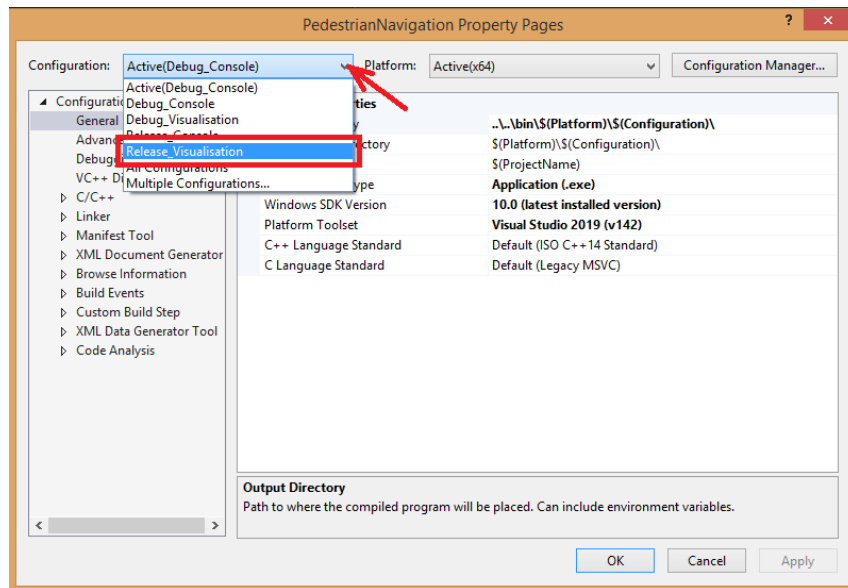 PedestrianNavigation Property Pages
? ×
Configuration: Active(Debug_Console) Platform: Active(x64) Configuration Manager...
Active(Debug_Console)
Debug_Console
Debug_Visualisation
Release_Console
Release_Visualisation
All Configurations
Multiple Configurations...
General
VC++
C/C++
Linker
Manifest Tool
XML Document Generator
Browse Information
Build Events
Custom Build Step
XML Data Generator Tool
Code Analysis
..\..\bin\$(Platform)\$(Configuration)\
$(Platform)\$(Configuration)\
$(ProjectName)
Application (.exe)
Windows SDK Version 10.0 (latest installed version)
Platform Toolset Visual Studio 2019 (v142)
C++ Language Standard Default (ISO C++14 Standard)
C Language Standard Default (Legacy MSVC)
Output Directory
Path to where the compiled program will be placed. Can include environment variables.
OK Cancel Apply